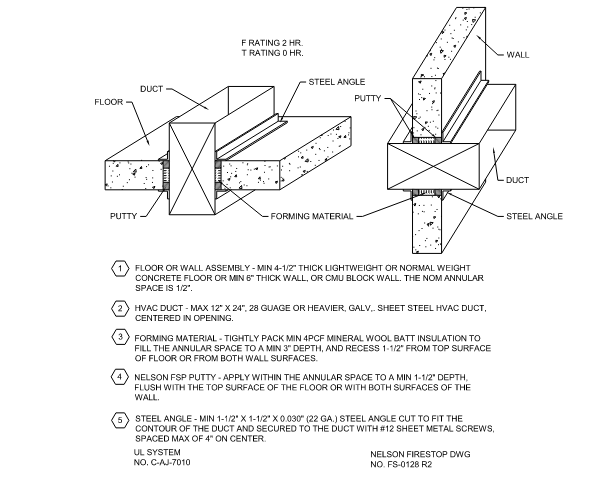 F RATING 2 HR.
T RATING 0 HR.
WALL
DUCT
STEEL ANGLE
FLOOR
PUTTY
DUCT
PUTTY
FORMING MATERIAL
STEEL ANGLE
1 FLOOR OR WALL ASSEMBLY - MIN 4-1/2" THICK LIGHTWEIGHT OR NORMAL WEIGHT
CONCRETE FLOOR OR MIN 6" THICK WALL, OR CMU BLOCK WALL. THE NOM ANNULAR
SPACE IS 1/2".
2 HVAC DUCT - MAX 12" X 24", 28 GUAGE OR HEAVIER, GALV,. SHEET STEEL HVAC DUCT,
CENTERED IN OPENING.
3 FORMING MATERIAL - TIGHTLY PACK MIN 4PCF MINERAL WOOL BATT INSULATION TO
FILL THE ANNULAR SPACE TO A MIN 3" DEPTH, AND RECESS 1-1/2" FROM TOP SURFACE
OF FLOOR OR FROM BOTH WALL SURFACES.
4 NELSON FSP PUTTY - APPLY WITHIN THE ANNULAR SPACE TO A MIN 1-1/2" DEPTH,
FLUSH WITH THE TOP SURFACE OF THE FLOOR OR WITH BOTH SURFACES OF THE
WALL.
5 STEEL ANGLE - MIN 1-1/2" X 1-1/2" X 0.030" (22 GA.) STEEL ANGLE CUT TO FIT THE
CONTOUR OF THE DUCT AND SECURED TO THE DUCT WITH #12 SHEET METAL SCREWS,
SPACED MAX OF 4" ON CENTER.
UL SYSTEM
NO. C-AJ-7010
NELSON FIRESTOP DWG
NO. FS-0128 R2